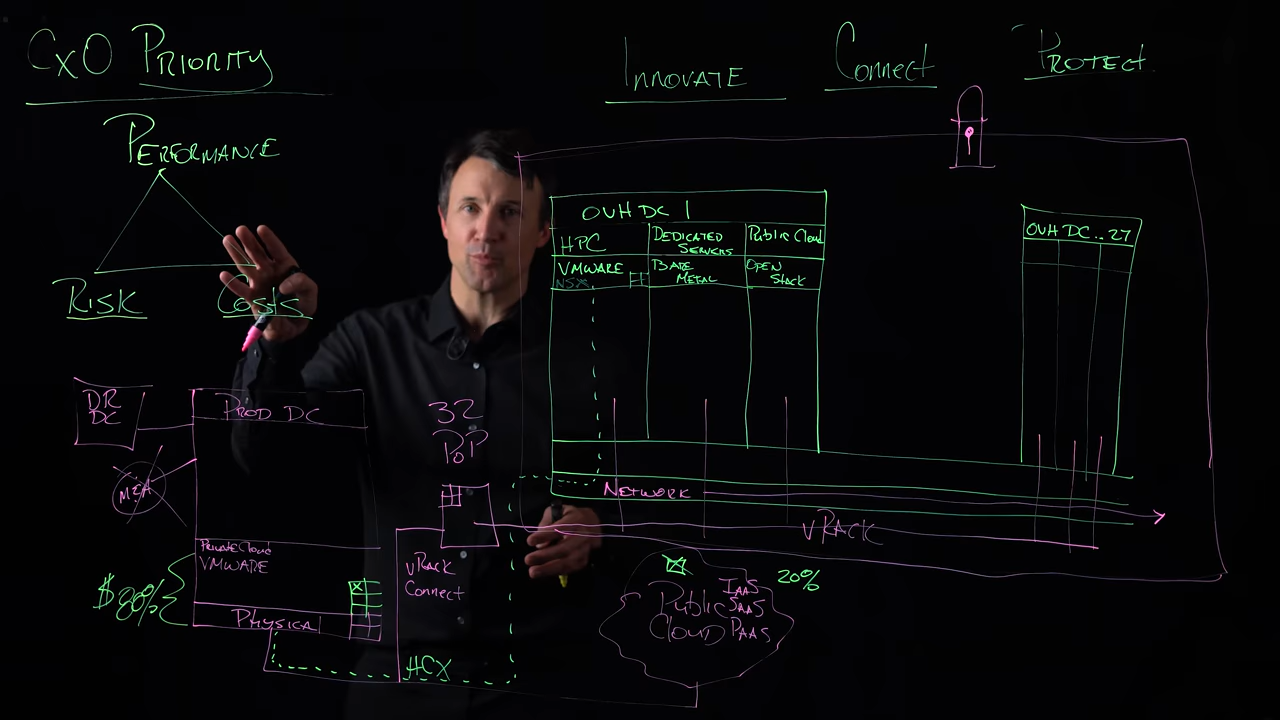 CxO PRIORITY
INNOVATE
CONNECT
PROTECT
PERFORMANCE
RISK
COSTS
OVH DC 1
HPC
DEDICATED
SERVERS
Public Cloud
VMWARE
NSX
BARE
METAL
OPEN
STACK
OVH DC .. 27
DR
DC
PROD DC
M&A
PRIVATE CLOUD
VMWARE
$80%
PHYSICAL
32
POP
vRACK
CONNECT
HCX
NETWORK
vRACK
20%
PUBLIC
CLOUD
IAAS
SAAS
PAAS